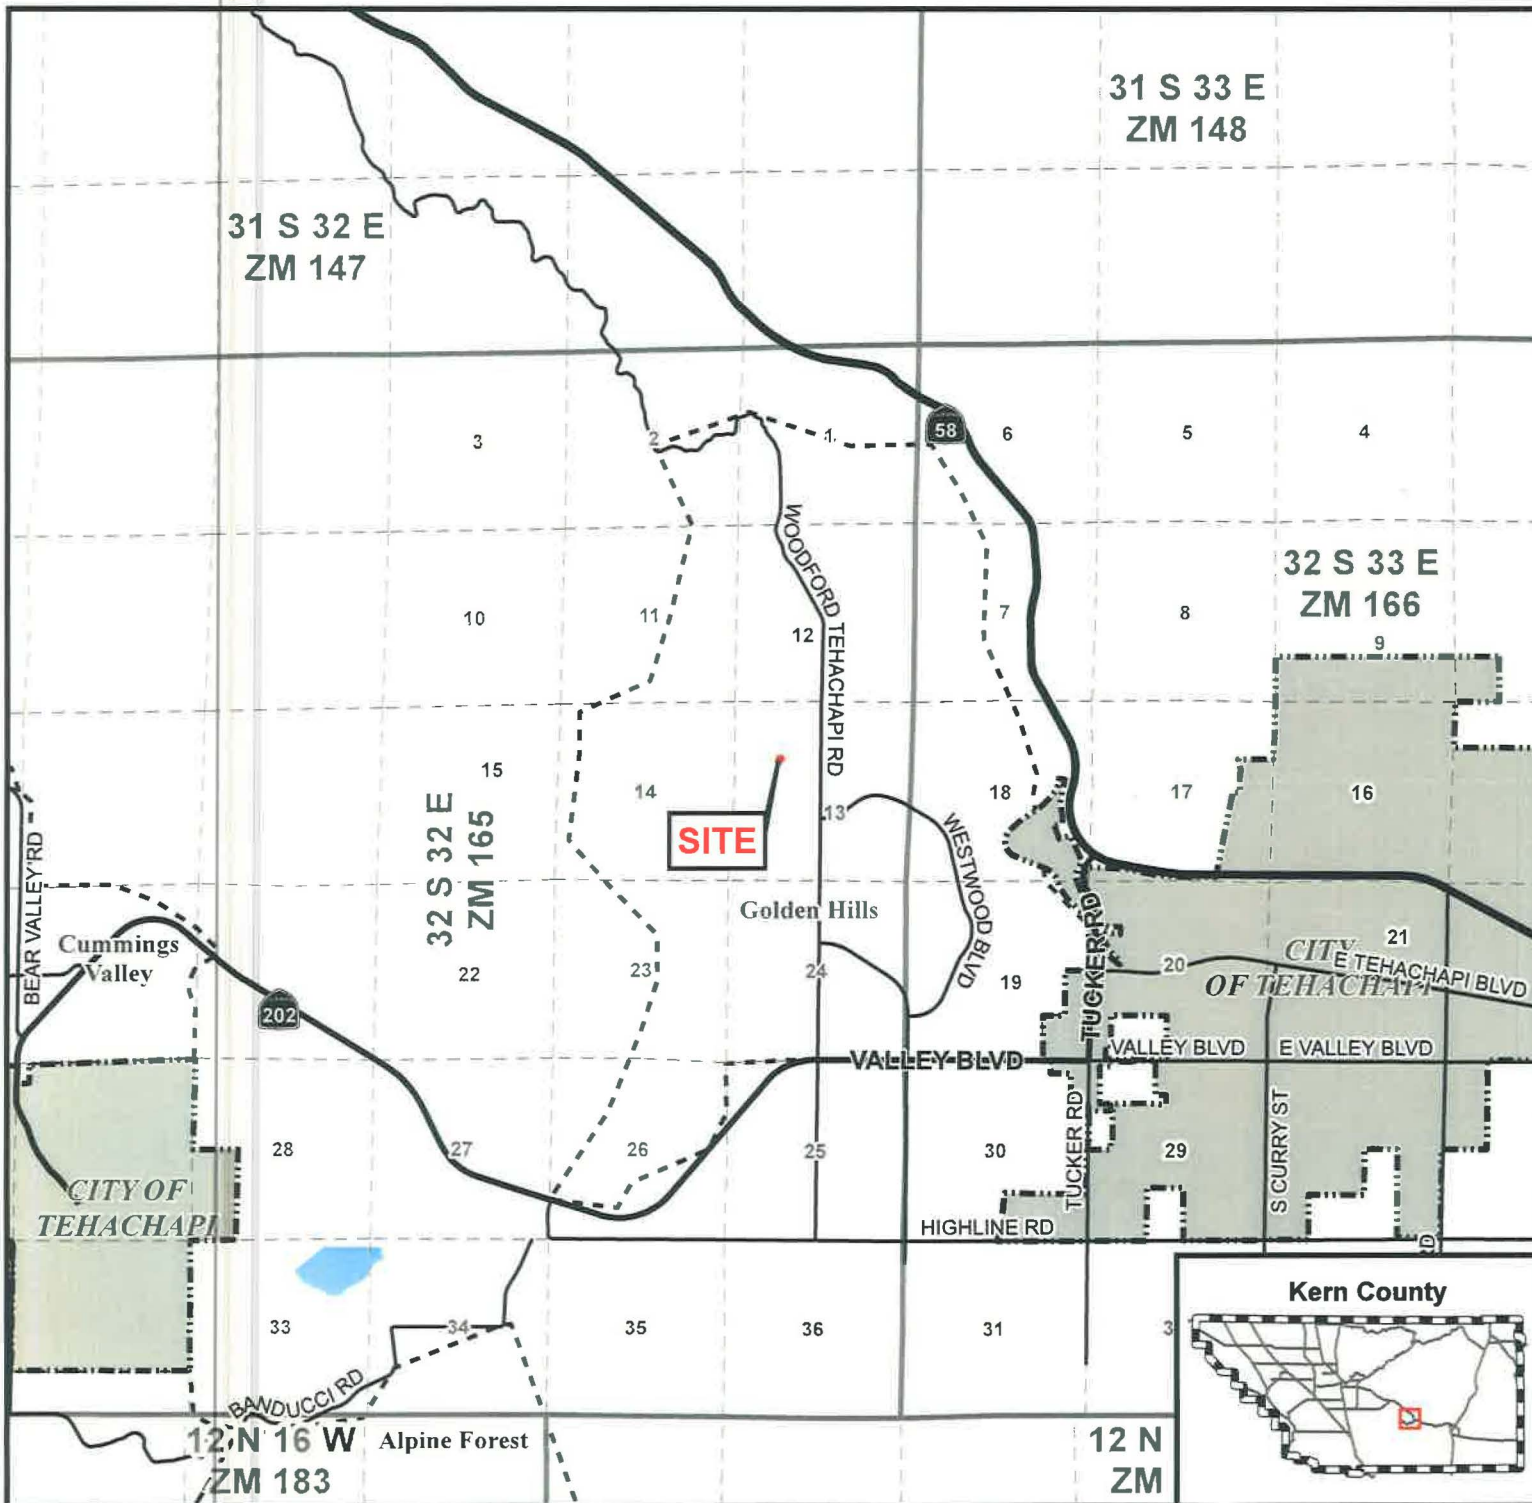 31 S 33 E
ZM 148
31 S 32 E
ZM 147
58
3
2
1
6
5
4
WOODFORD TEHACHAPI RD
32 S 33 E
ZM 166
10
11
12
7
8
9
15
14
13
18
17
16
SITE
32 S 32 E
ZM 165
BEAR VALLEY RD
WESTWOOD BLVD
Golden Hills
TUCKER RD
Cummings
Valley
22
23
24
19
20
21
CITY
OF TEHACHAPI
E TEHACHAPI BLVD
202
VALLEY BLVD
VALLEY BLVD
E VALLEY BLVD
28
27
26
25
30
TUCKER RD
29
S CURRY ST
CITY OF
TEHACHAPI
HIGHLINE RD
RD
33
34
35
36
31
3
BANDUCCI RD
12 N 16 W
ZM 183
Alpine Forest
12 N
ZM
Kern County